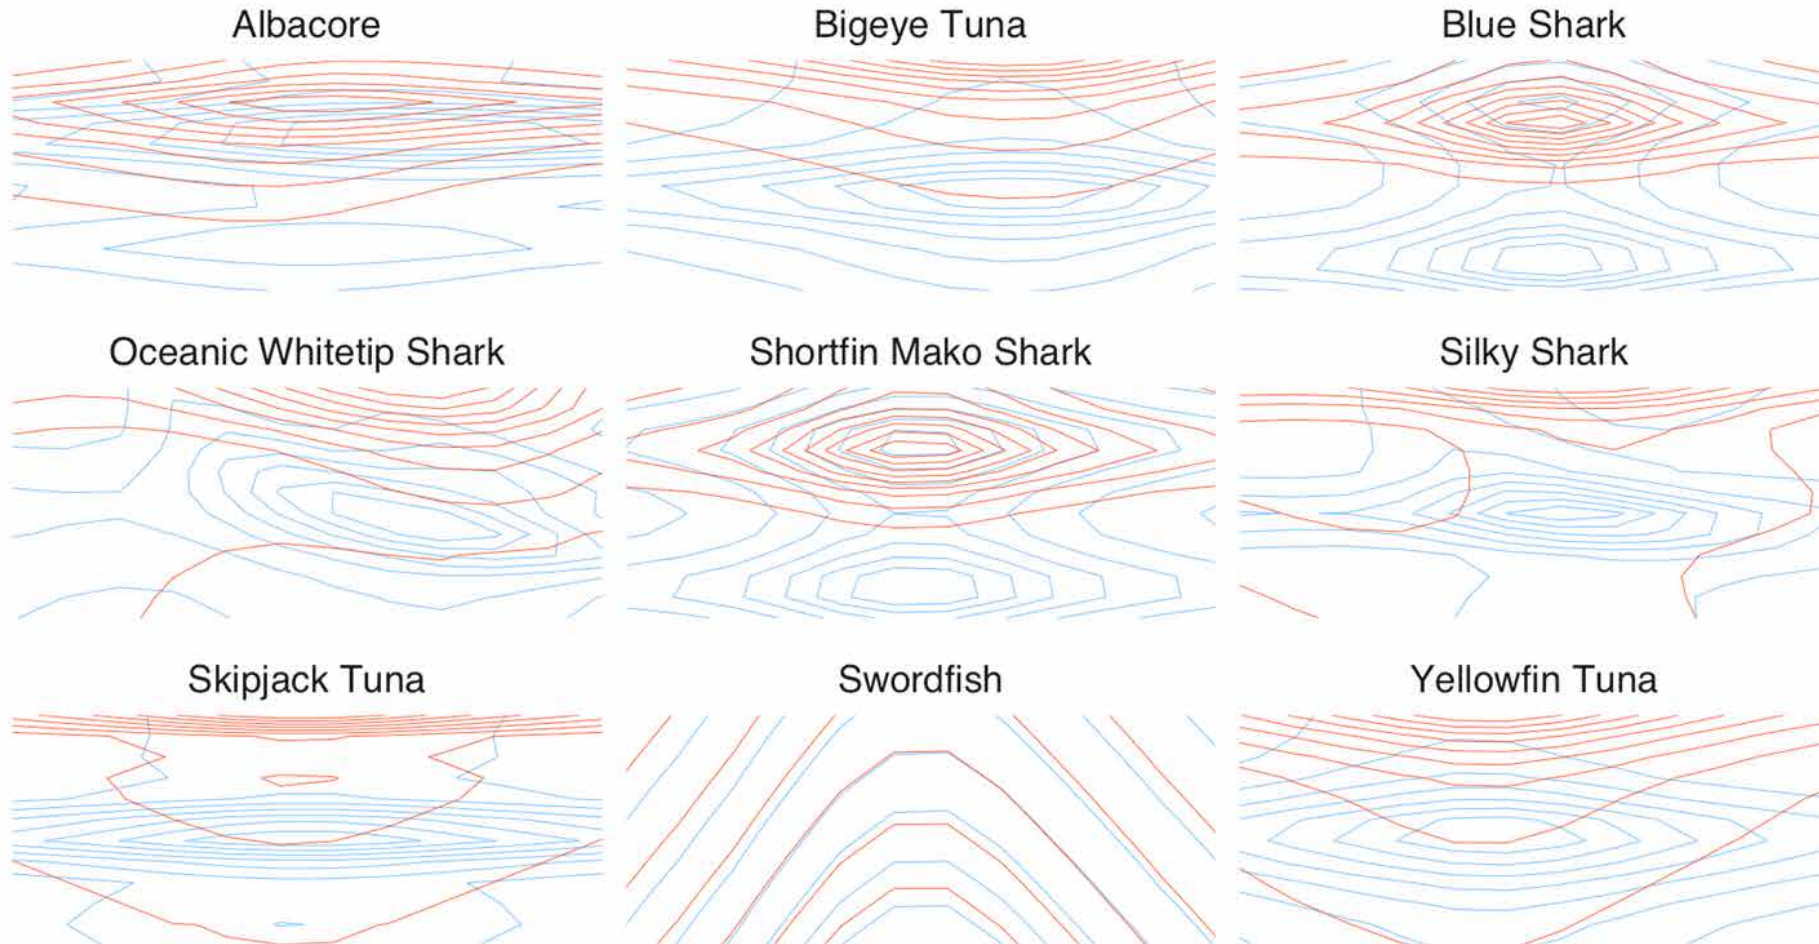 Albacore
Bigeye Tuna
Blue Shark
Oceanic Whitetip Shark
Shortfin Mako Shark
Silky Shark
Skipjack Tuna
Swordfish
Yellowfin Tuna